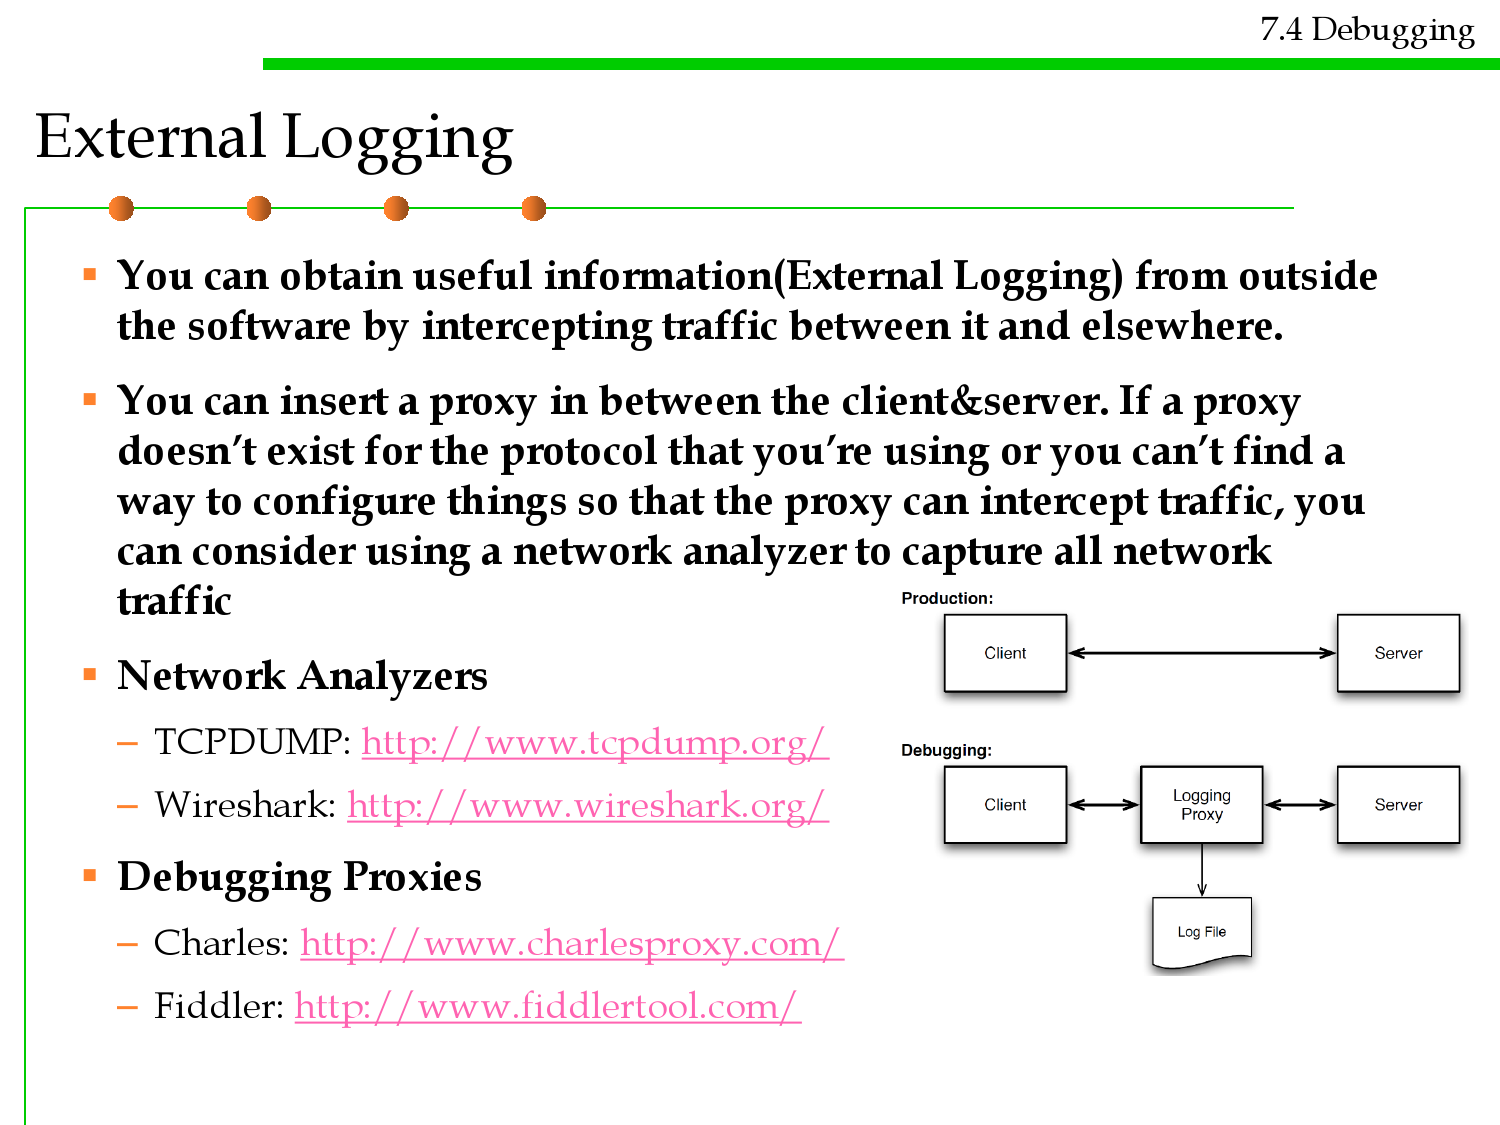 7.4 Debugging
External Logging
You can obtain useful information(External Logging) from outside
the software by intercepting traffic between it and elsewhere.
You can insert a proxy in between the client&server. If a proxy
doesn’t exist for the protocol that you’re using or you can’t find a
way to configure things so that the proxy can intercept traffic, you
can consider using a network analyzer to capture all network
traffic
Network Analyzers
– TCPDUMP: http://www.tcpdump.org/
– Wireshark: http://www.wireshark.org/
Debugging Proxies
– Charles: http://www.charlesproxy.com/
– Fiddler: http://www.fiddlertool.com/
Production:
Client
Server
Debugging:
Client
Logging
Proxy
Server
Log File